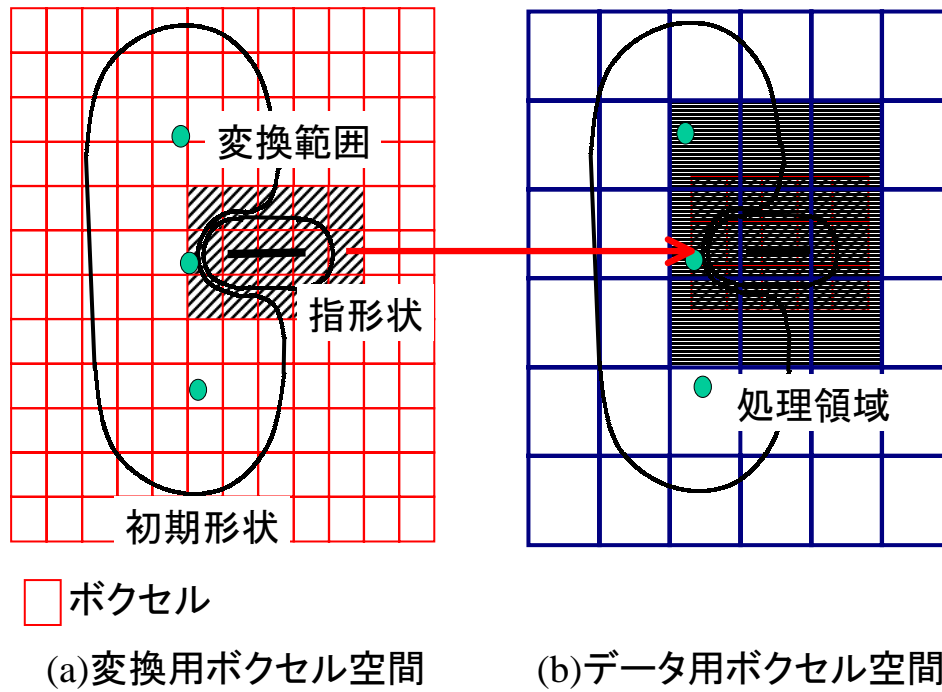 変換範囲
指形状
初期形状
処理領域
ボクセル
(a)変換用ボクセル空間
(b)データ用ボクセル空間